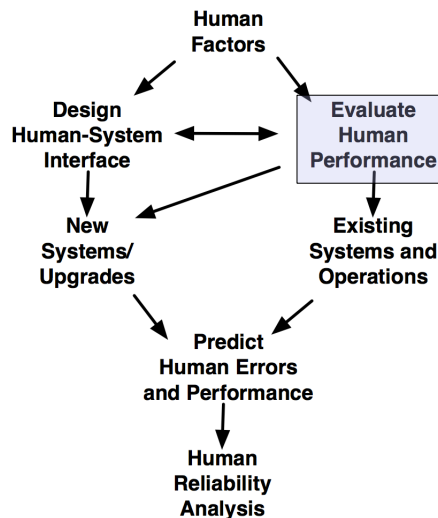 Human
Factors
Design
Human-System
Interface
Evaluate
Human
Performance
New
Systems/
Upgrades
Existing
Systems and
Operations
Predict
Human Errors
and Performance
Human
Reliability
Analysis